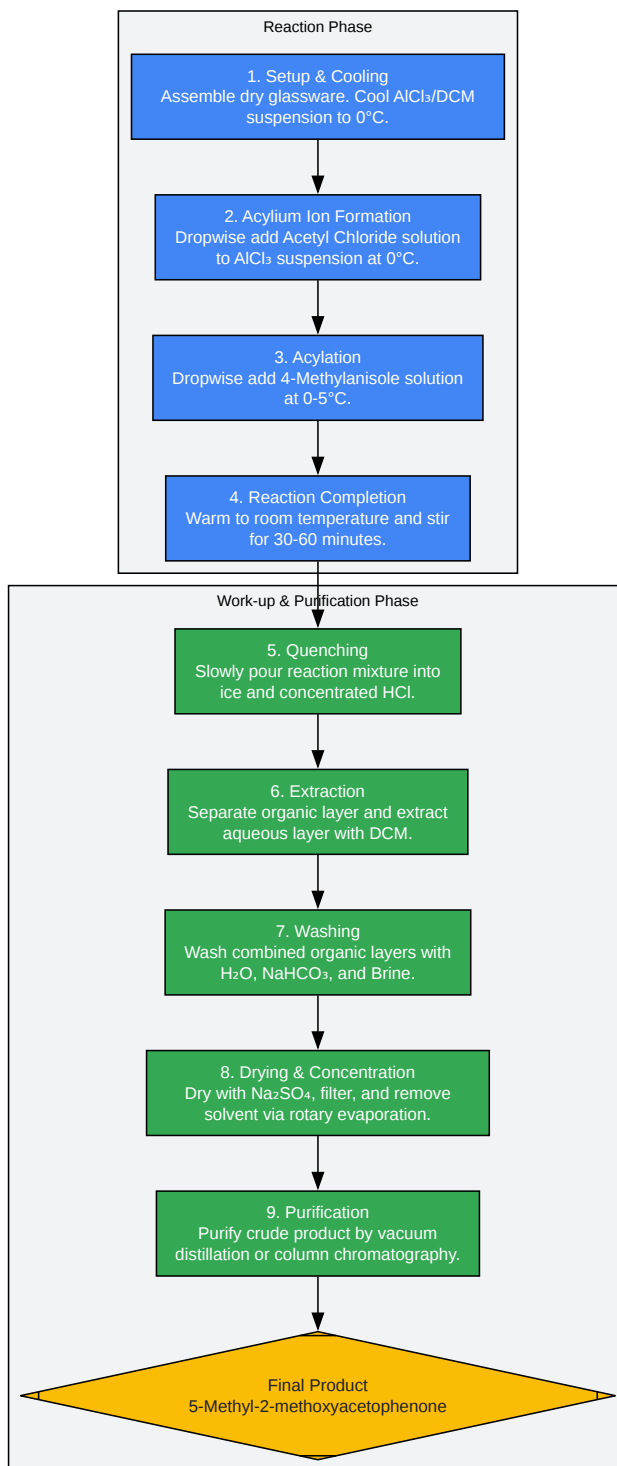 Reaction Phase
1. Setup & Cooling
Assemble dry glassware. Cool AlCl₃/DCM
suspension to 0°C.
2. Acylium Ion Formation
Dropwise add Acetyl Chloride solution
to AlCl₃ suspension at 0°C.
3. Acylation
Dropwise add 4-Methylanisole solution
at 0-5°C.
4. Reaction Completion
Warm to room temperature and stir
for 30-60 minutes.
Work-up & Purification Phase
5. Quenching
Slowly pour reaction mixture into
ice and concentrated HCl.
6. Extraction
Separate organic layer and extract
aqueous layer with DCM.
7. Washing
Wash combined organic layers with
H₂O, NaHCO₃, and Brine.
8. Drying & Concentration
Dry with Na₂SO₄, filter, and remove
solvent via rotary evaporation.
9. Purification
Purify crude product by vacuum
distillation or column chromatography.
Final Product
5-Methyl-2-methoxyacetophenone